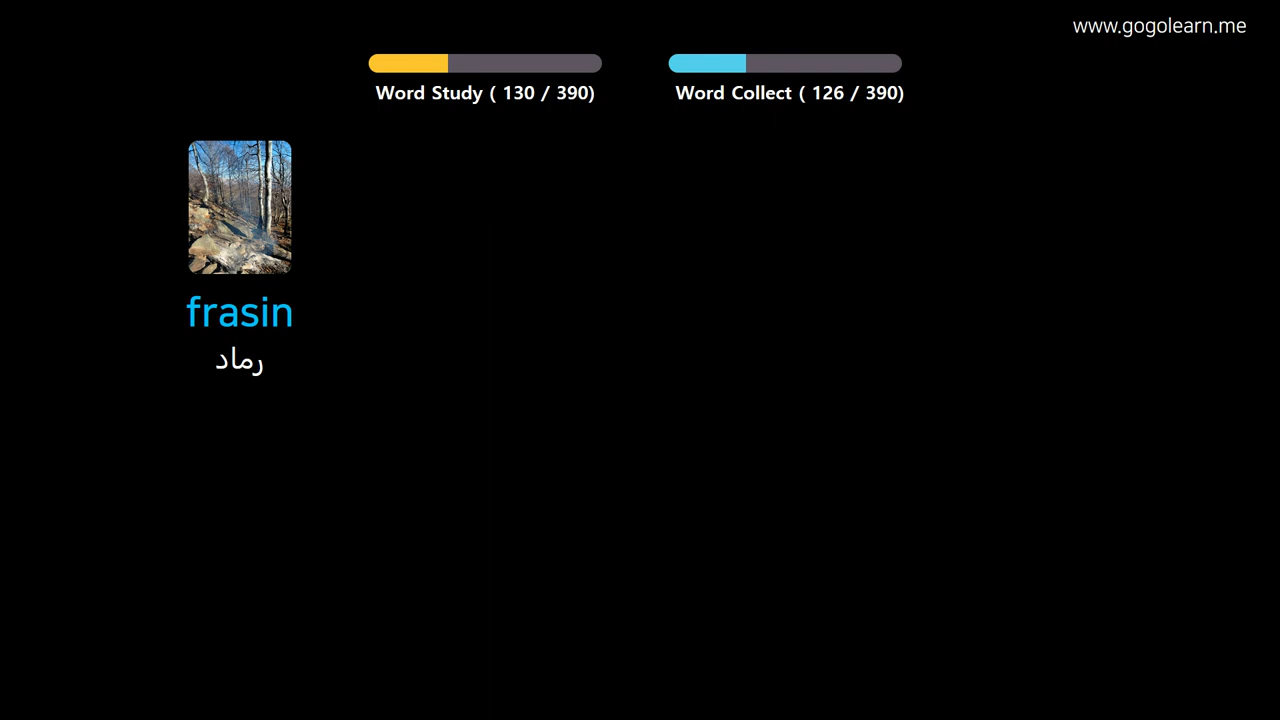 www.gogolearn.me
Word Study ( 130 / 390)
Word Collect ( 126 / 390)
frasin
رماد